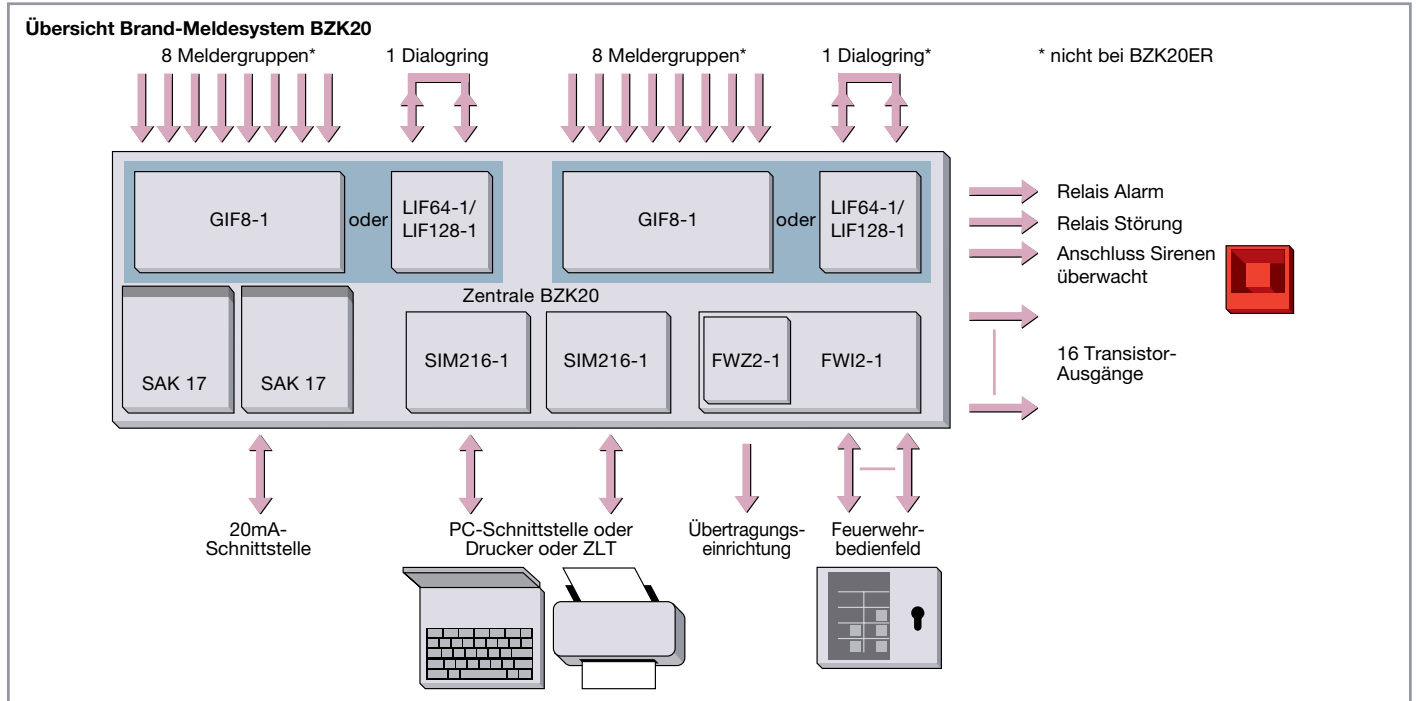 Übersicht Brand-Meldesystem BZK20
8 Meldergruppen*
1 Dialogring
8 Meldergruppen*
1 Dialogring*
* nicht bei BZK20ER
GIF8-1
oder
LIF64-1/
LIF128-1
GIF8-1
oder
LIF64-1/
LIF128-1
Relais Alarm
Relais Störung
Anschluss Sirenen
überwacht
Zentrale BZK20
SAK 17
SAK 17
SIM216-1
SIM216-1
FWZ2-1
FWI2-1
16 Transistor-
Ausgänge
20mA-
Schnittstelle
PC-Schnittstelle oder
Drucker oder ZLT
Übertragungs-
einrichtung
Feuerwehr-
bedienfeld